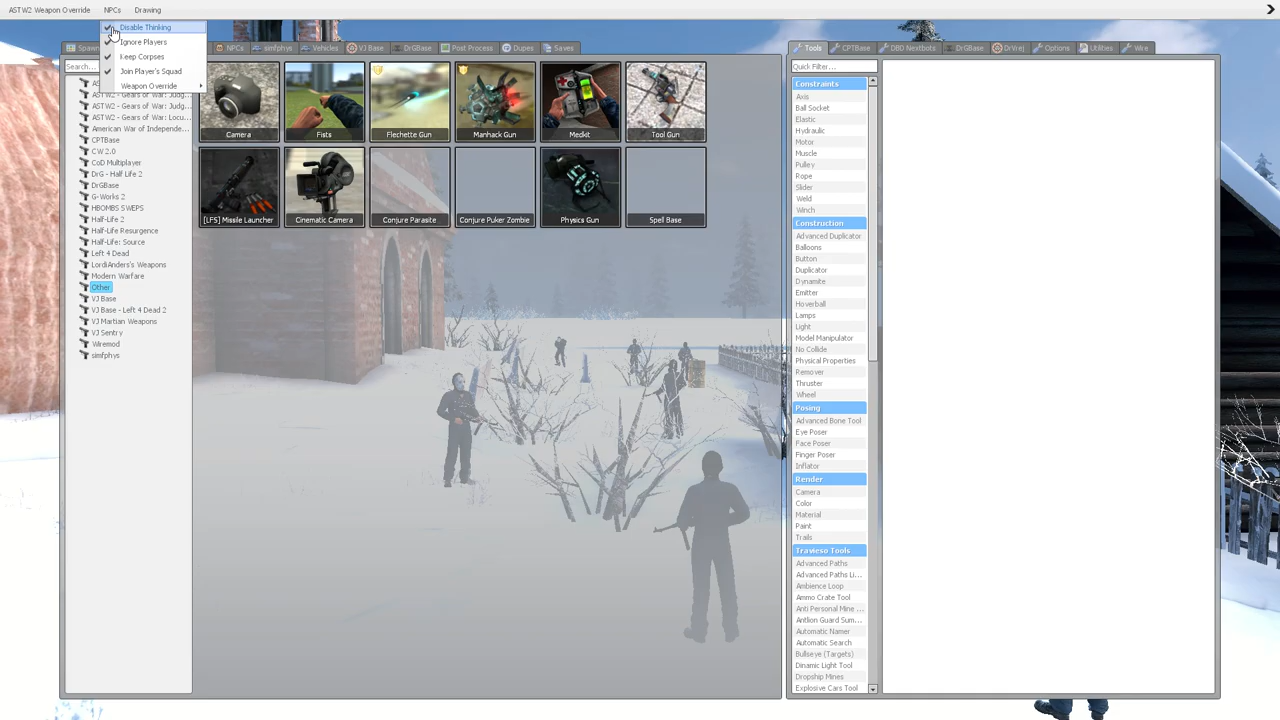 ASTW2 Weapon Override NPCs Drawing
Disable Thinking
Ignore Players
Keep Corpses
Join Player's Squad
Weapon Override
NPCs simfphys Vehicles VJ Base DrGBase Post Process Dupes Saves
Search...
ASTW2 - Gears of War: Judg...
ASTW2 - Gears of War: Judg...
ASTW2 - Gears of War: Locu...
American War of Independe...
CPTBase
CW 2.0
CoD Multiplayer
DrG - Half Life 2
DrGBase
G-Works 2
HBOMBS SWEPS
Half-Life 2
Half-Life Resurgence
Half-Life: Source
Left 4 Dead
LordiAnders's Weapons
Modern Warfare
Other
VJ Base
VJ Base - Left 4 Dead 2
VJ Martian Weapons
VJ Sentry
Wiremod
simfphys
Camera Fists Flechette Gun Manhack Gun Medkit Tool Gun
[LFS] Missile Launcher Cinematic Camera Conjure Parasite Conjure Puker Zombie Physics Gun Spell Base
Tools CPTBase DBD Nextbots DrGBase DrVrej Options Utilities Wire
Quick Filter...
Constraints
Axis
Ball Socket
Elastic
Hydraulic
Motor
Muscle
Pulley
Rope
Slider
Weld
Winch
Construction
Advanced Duplicator
Balloons
Button
Duplicator
Dynamite
Emitter
Hoverball
Lamps
Light
Model Manipulator
No Collide
Physical Properties
Remover
Thruster
Wheel
Posing
Advanced Bone Tool
Eye Poser
Face Poser
Finger Poser
Inflator
Render
Camera
Color
Material
Paint
Trails
Travieso Tools
Advanced Paths
Advanced Paths Li...
Ambience Loop
Ammo Crate Tool
Anti Personal Mine ...
Antlion Guard Sum...
Automatic Namer
Automatic Search
Bullseye (Targets)
Dinamic Light Tool
Dropship Mines
Explosive Cars Tool